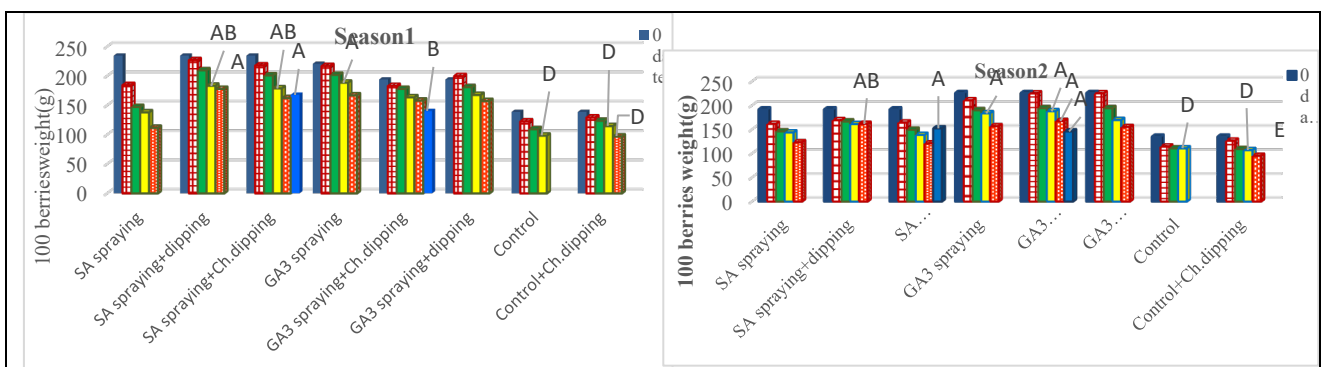 Season1
0
d
te
100 berriesweight(g)
250
200
150
100
50
0
AB
A
AB
A
A
B
D
D
D
SA spraying
SA spraying+dipping
SA spraying+Ch.dipping
GA3 spraying
GA3 spraying+Ch.dipping
GA3 spraying+dipping
Control
Control+Ch.dipping
Season2
0
d
a..
100 berries weight(g)
250
200
150
100
50
0
AB
A
A
A
A
A
D
D
E
SA spraying
SA spraying+dipping
SA...
GA3 spraying
GA3...
GA3...
Control
Control+Ch.dipping